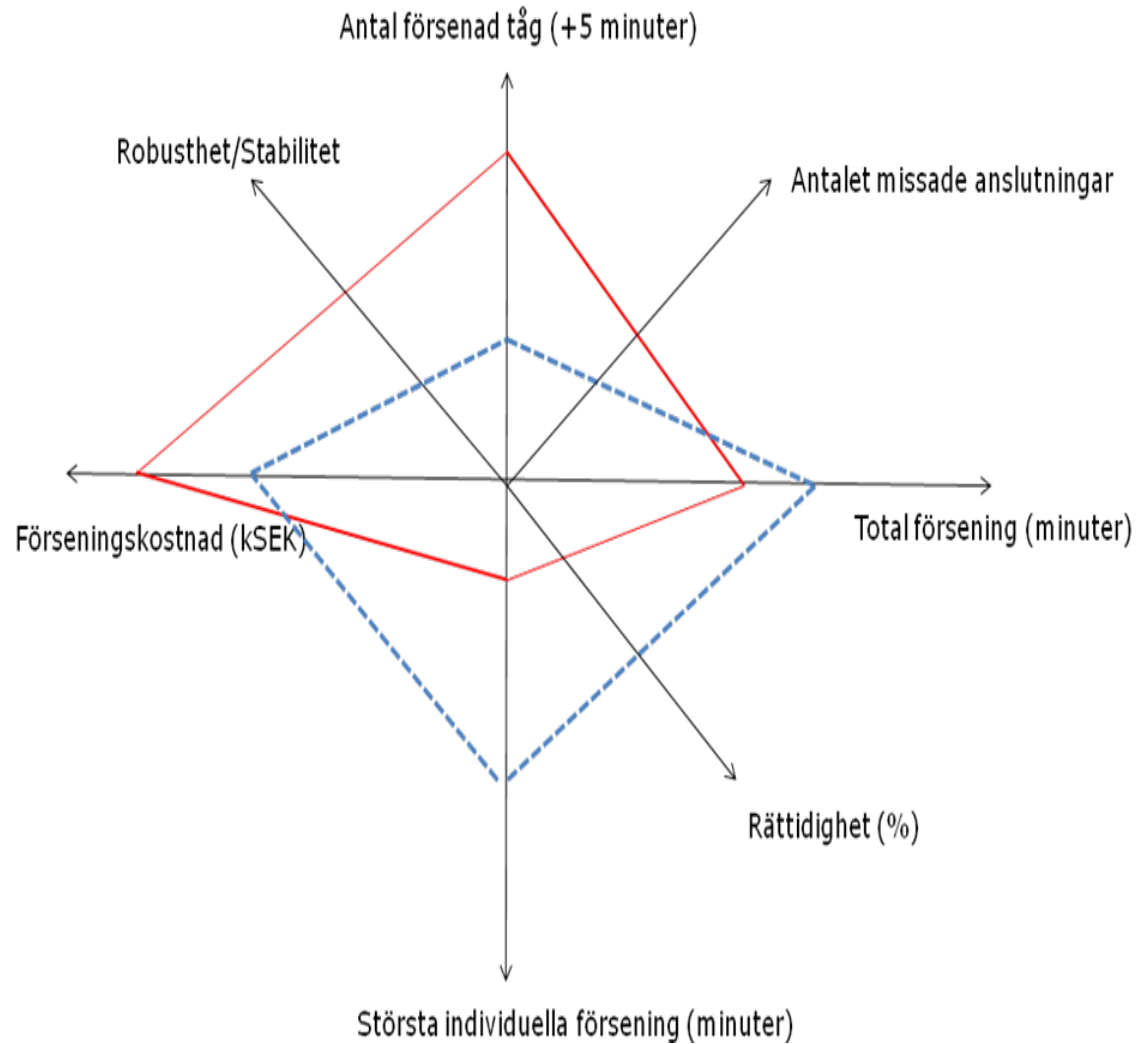 Antal försenad tåg (+5 minuter)
Robusthet/Stabilitet
Antalet missade anslutningar
Förseningskostnad (kSEK)
Total försening (minuter)
Rättidighet (%)
Största individuella försening (minuter)